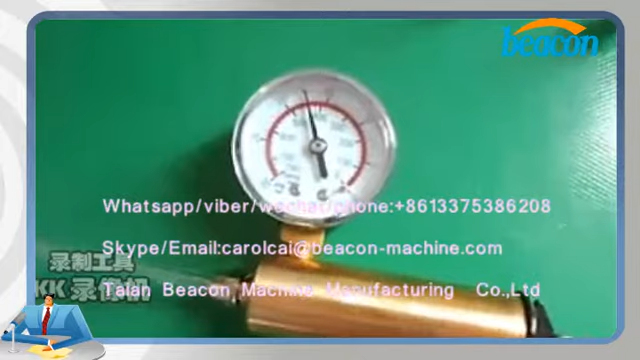 beacon
Whatsapp/viber/wechat/phone:+8613375386208
Skype/Email:carolcai@beacon-machine.com
录制工具
KK 录像机
Taian Beacon Machine Manufacturing Co.,Ltd